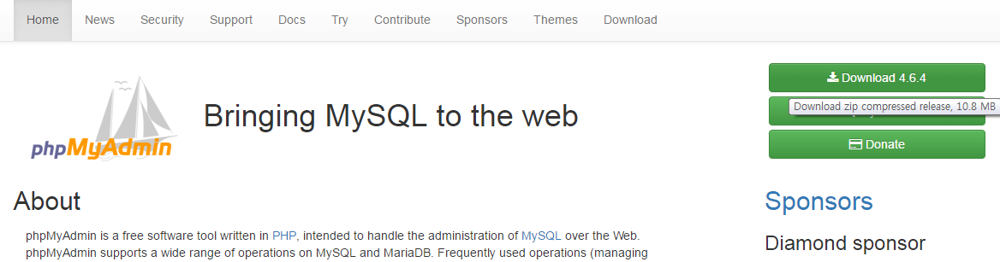 Home News Security Support Docs Try Contribute Sponsors Themes Download
Download 4.6.4
Download zip compressed release, 10.8 MB
Donate
phpMyAdmin
Bringing MySQL to the web
About
phpMyAdmin is a free software tool written in PHP, intended to handle the administration of MySQL over the Web.
phpMyAdmin supports a wide range of operations on MySQL and MariaDB. Frequently used operations (managing
Sponsors
Diamond sponsor